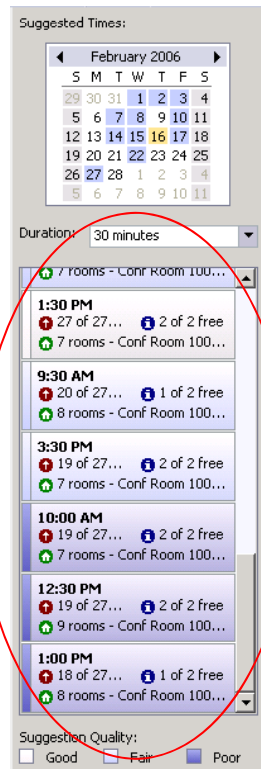 Suggested Times:
February 2006
S M T W T F S
29 30 31 1 2 3 4
5 6 7 8 9 10 11
12 13 14 15 16 17 18
19 20 21 22 23 24 25
26 27 28 1 2 3 4
5 6 7 8 9 10 11
Duration: 30 minutes
7 rooms - Conf Room 100...
1:30 PM
27 of 27... 2 of 2 free
7 rooms - Conf Room 100...
9:30 AM
20 of 27... 1 of 2 free
8 rooms - Conf Room 100...
3:30 PM
19 of 27... 2 of 2 free
7 rooms - Conf Room 100...
10:00 AM
19 of 27... 2 of 2 free
7 rooms - Conf Room 100...
12:30 PM
19 of 27... 2 of 2 free
9 rooms - Conf Room 100...
1:00 PM
18 of 27... 1 of 2 free
8 rooms - Conf Room 100...
Suggestion Quality:
Good Fair Poor